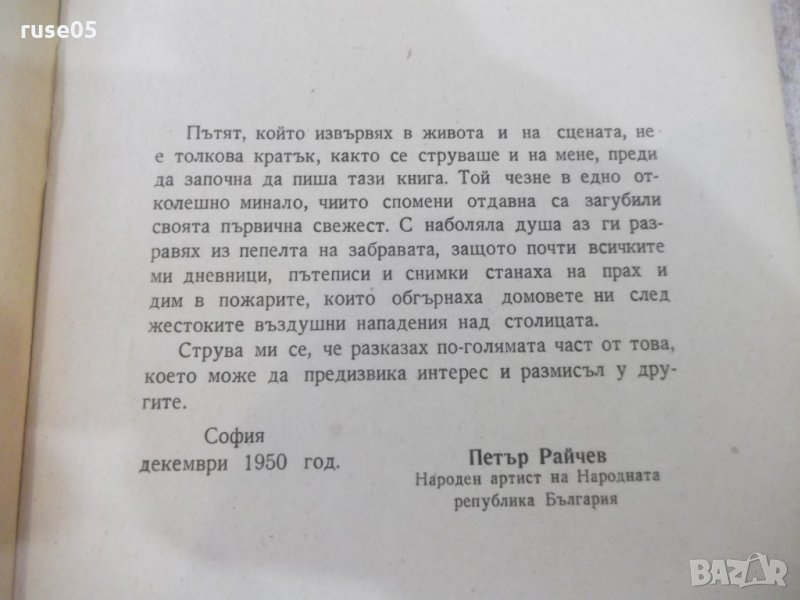 ruse05
Пътят, който извървях в живота и на сцената, не
е толкова кратък, както се струваше и на мене, преди
да започна да пиша тази книга. Той чезне в едно от-
колешно минало, чиито спомени отдавна са загубили
своята първична свежест. С наболяла душа аз ги раз-
равях из пепелта на забравата, защото почти всичките
ми дневници, пътеписи и снимки станаха на прах и
дим в пожарите, които обгърнаха домовете ни след
жестоките въздушни нападения над столицата.
Струва ми се, че разказах по-голямата част от това,
което може да предизвика интерес и размисъл у дру-
гите.
София
декември 1950 год.
Петър Райчев
Народен артист на Народната
република България
BAZAR